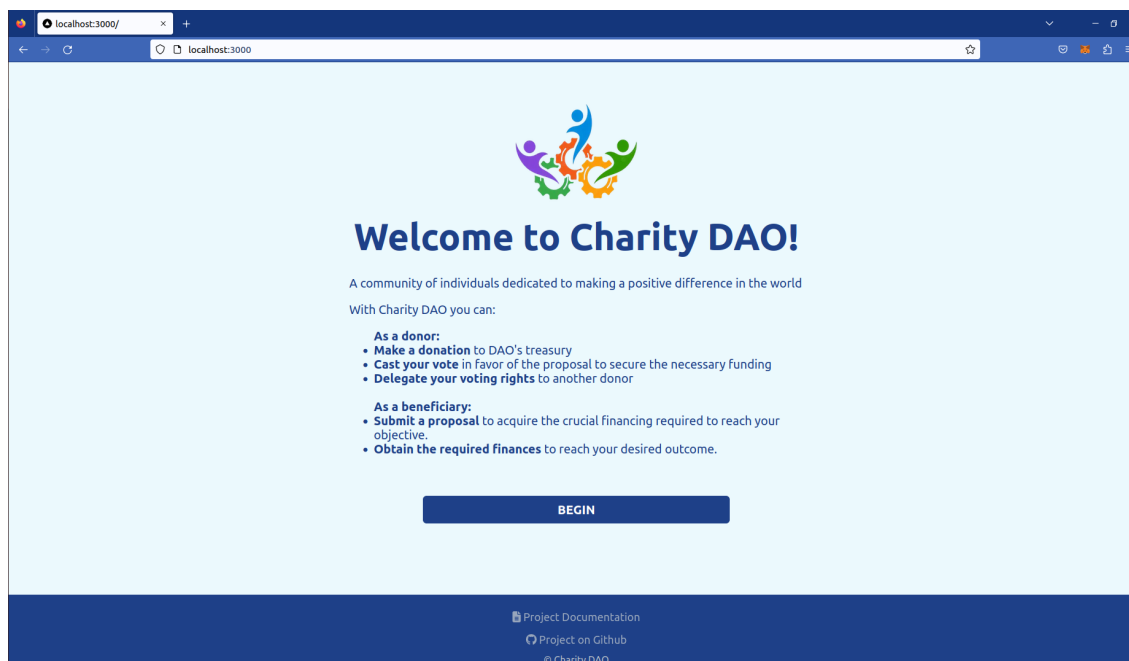 localhost:3000/
localhost:3000
Welcome to Charity DAO!
A community of individuals dedicated to making a positive difference in the world
With Charity DAO you can:
As a donor:
• Make a donation to DAO's treasury
• Cast your vote in favor of the proposal to secure the necessary funding
• Delegate your voting rights to another donor
As a beneficiary:
• Submit a proposal to acquire the crucial financing required to reach your
objective.
• Obtain the required finances to reach your desired outcome.
BEGIN
Project Documentation
Project on Github
© Charity DAO